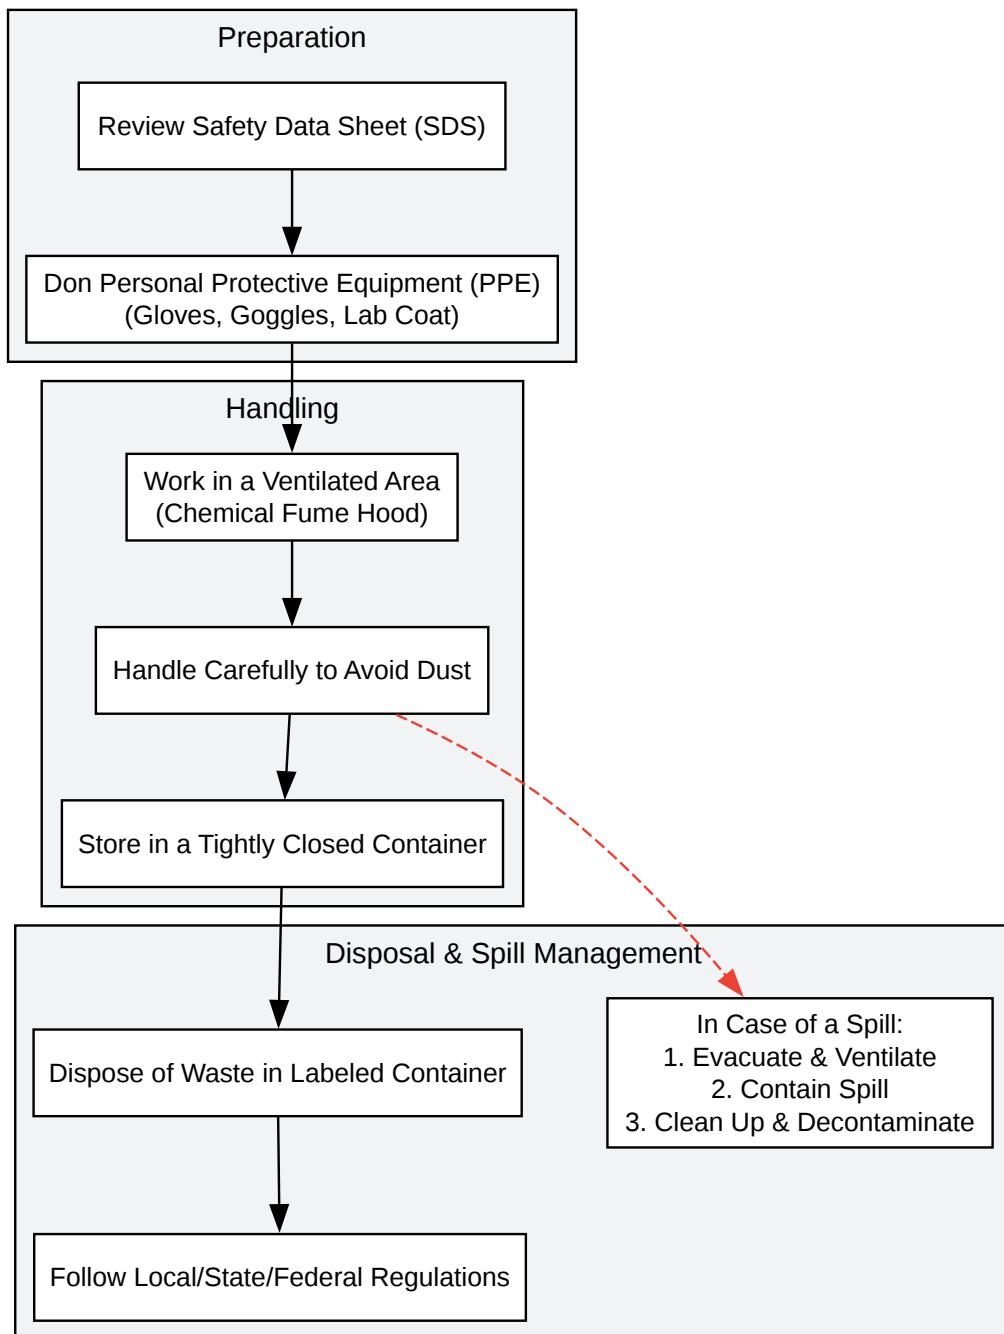 Preparation
Review Safety Data Sheet (SDS)
Don Personal Protective Equipment (PPE)
(Gloves, Goggles, Lab Coat)
Handling
Work in a Ventilated Area
(Chemical Fume Hood)
Handle Carefully to Avoid Dust
Store in a Tightly Closed Container
Disposal & Spill Management
In Case of a Spill:
1. Evacuate & Ventilate
2. Contain Spill
3. Clean Up & Decontaminate
Dispose of Waste in Labeled Container
Follow Local/State/Federal Regulations